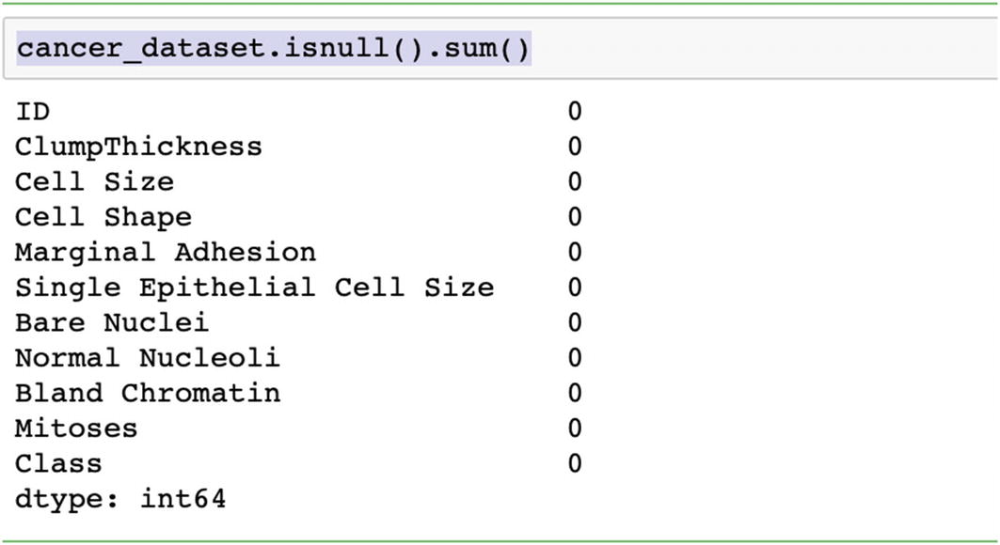 cancer_dataset.isnull().sum()
ID 0
ClumpThickness 0
Cell Size 0
Cell Shape 0
Marginal Adhesion 0
Single Epithelial Cell Size 0
Bare Nuclei 0
Normal Nucleoli 0
Bland Chromatin 0
Mitoses 0
Class 0
dtype: int64